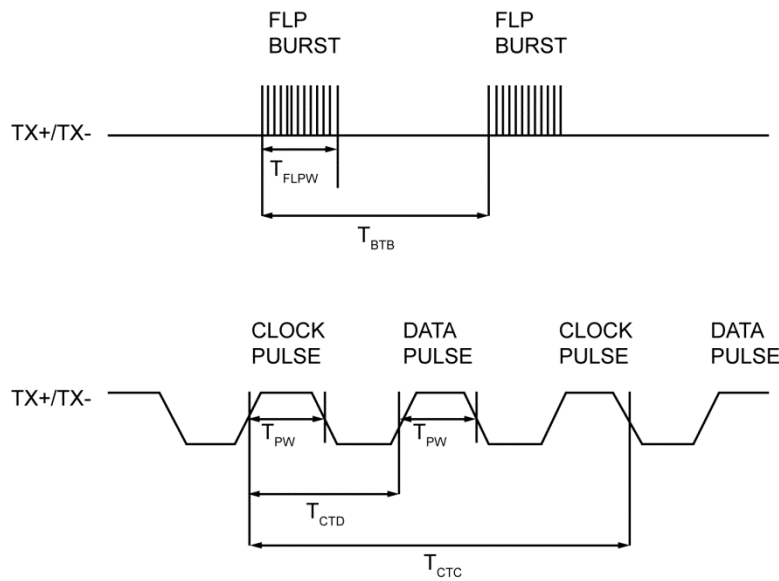 FLP
BURST
FLP
BURST
TX+/TX-
TFLPW
TBTB
CLOCK
PULSE
DATA
PULSE
CLOCK
PULSE
DATA
PULSE
TX+/TX-
TPW
TPW
TCTD
TCTC